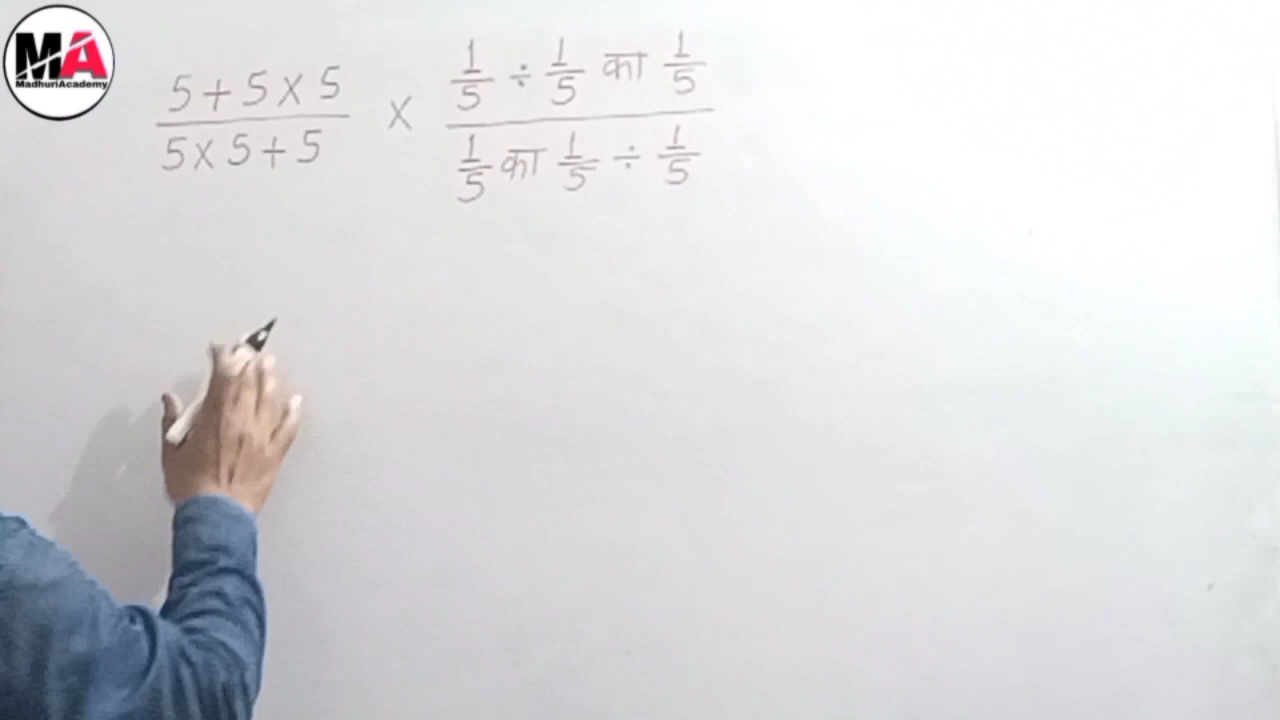 MA
MadhuriAcademy
5+5×5 / 5×5+5 × 1/5 ÷ 1/5 का 1/5 / 1/5 का 1/5 ÷ 1/5